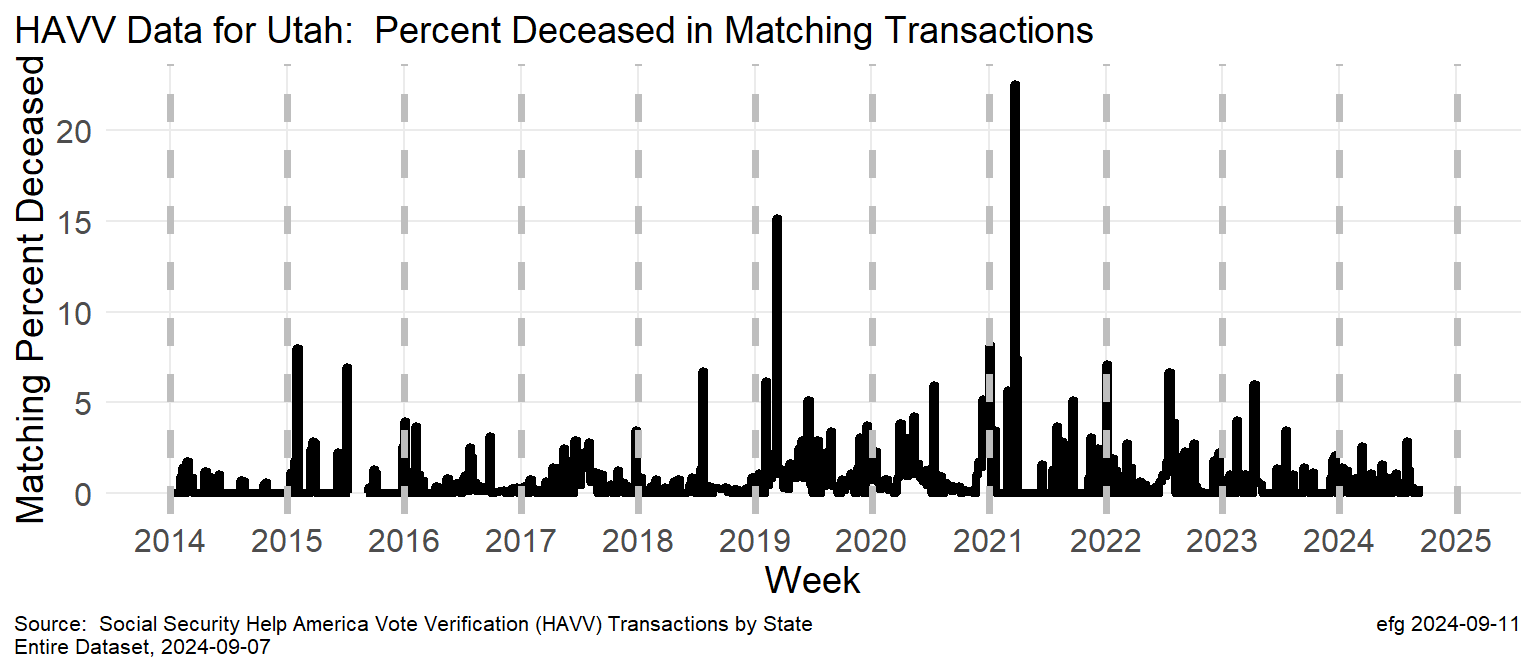 HAVV Data for Utah:  Percent Deceased in Matching Transactions
Matching Percent Deceased
20
15
10
5
0
2014 2015 2016 2017 2018 2019 2020 2021 2022 2023 2024 2025
Week
Source:  Social Security Help America Vote Verification (HAVV) Transactions by State
Entire Dataset, 2024-09-07
efg 2024-09-11